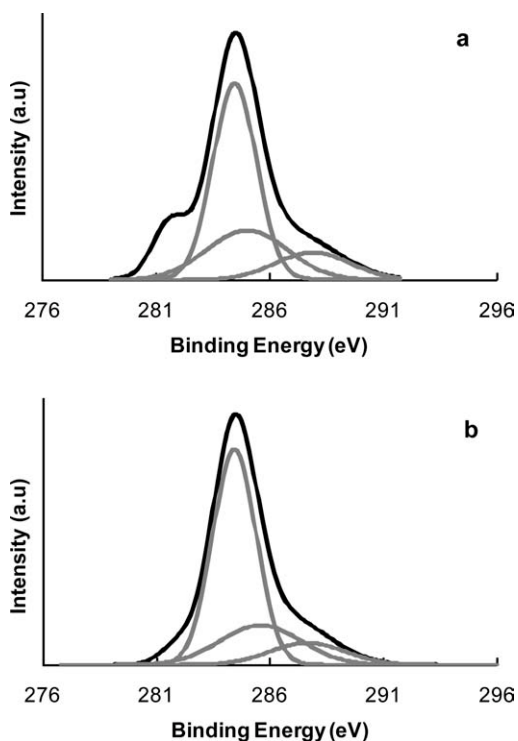 a
Intensity (a.u)
276 281 286 291 296
Binding Energy (eV)
b
Intensity (a.u)
276 281 286 291 296
Binding Energy (eV)